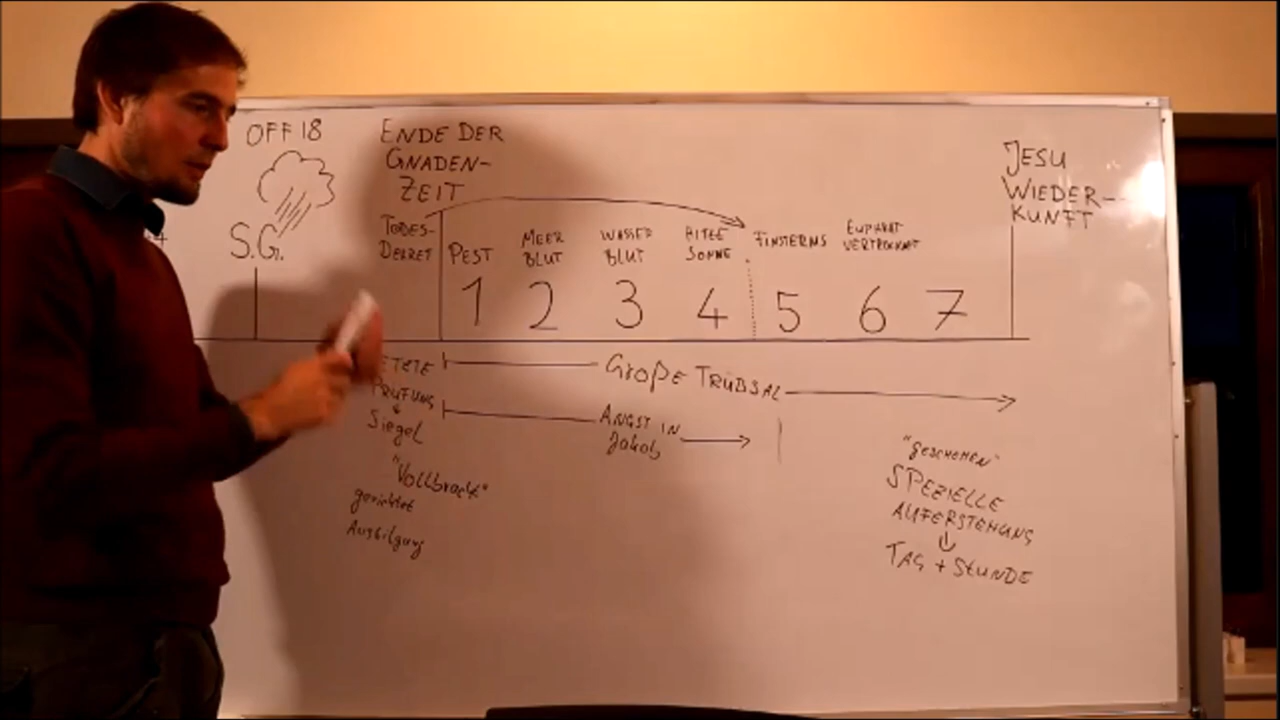 OFF 18
S.G.
ENDE DER
GNADEN-
ZEIT
TODES-
DEKRET
PEST
MEER
BLUT
WASSER
BLUT
HITZE
SONNE
FINSTERNIS
EUPHRAT
VERTROCKNET
JESU
WIEDER-
KUNFT
1 2 3 4 5 6 7
GROßE TRÜBSAL
ETZTE
PRÜFUNG
Siegel
ANGST IN
Jakob
"Vollbracht"
gerichtet
Austilgung
"GESCHEHEN"
SPEZIELLE
AUFERSTEHUNG
TAG + STUNDE